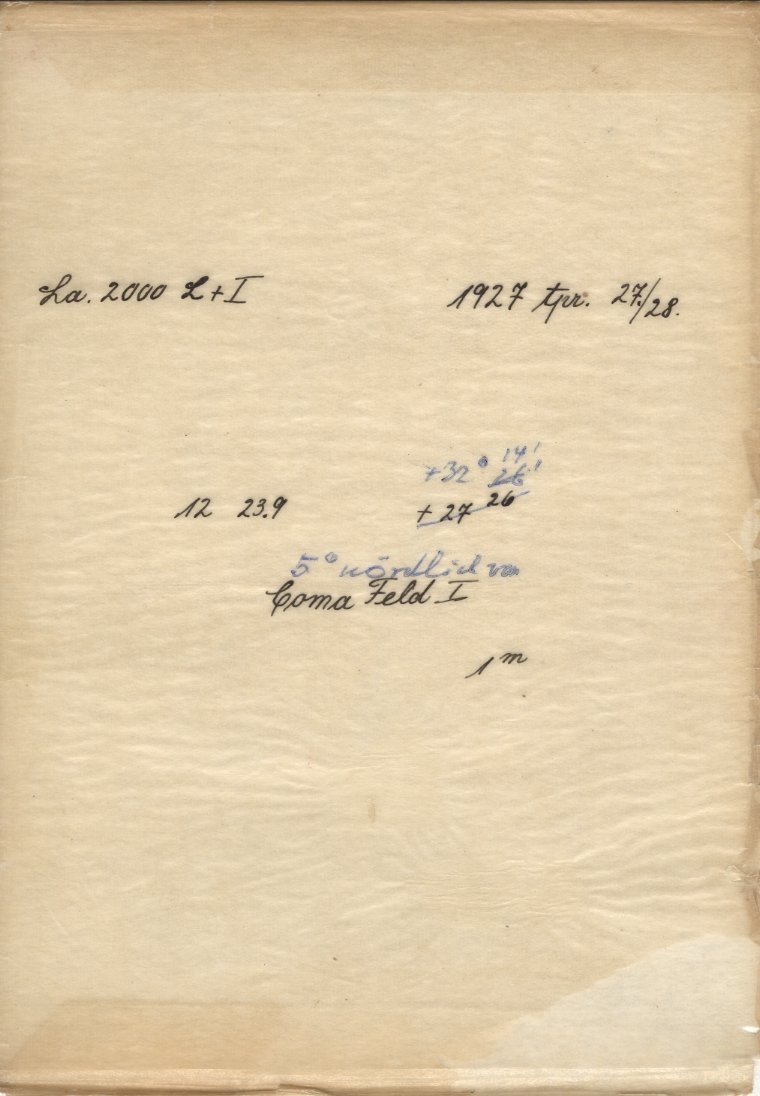 La. 2000 L+I 1927 Apr. 27./28.
14'
+32° 26'
12 23.9 + 27 26
5° nördlich von
Coma Feld I
1 m